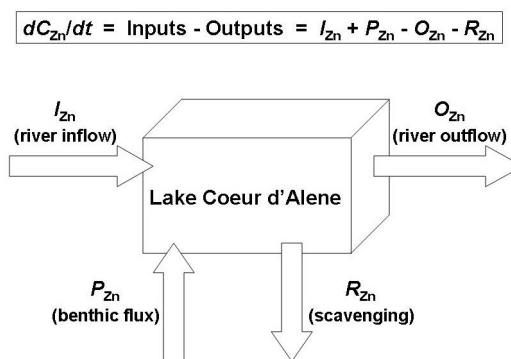 dC_Zn/dt = Inputs - Outputs = I_Zn + P_Zn - O_Zn - R_Zn
I_Zn
(river inflow)
O_Zn
(river outflow)
Lake Coeur d'Alene
P_Zn
(benthic flux)
R_Zn
(scavenging)